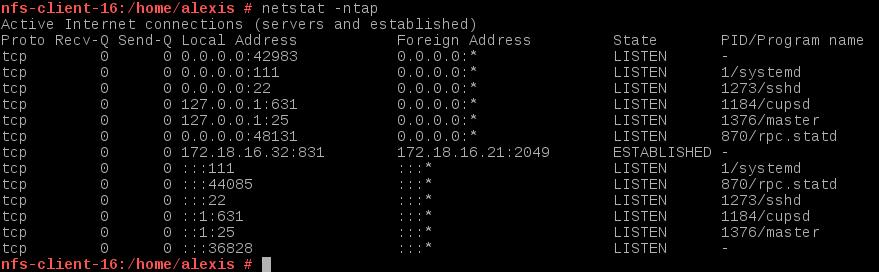 nfs-client-16:/home/alexis # netstat -ntap
Active Internet connections (servers and established)
Proto Recv-Q Send-Q Local Address           Foreign Address         State       PID/Program name
tcp        0      0 0.0.0.0:42983           0.0.0.0:*               LISTEN      -
tcp        0      0 0.0.0.0:111             0.0.0.0:*               LISTEN      1/systemd
tcp        0      0 0.0.0.0:22              0.0.0.0:*               LISTEN      1273/sshd
tcp        0      0 127.0.0.1:631           0.0.0.0:*               LISTEN      1184/cupsd
tcp        0      0 127.0.0.1:25            0.0.0.0:*               LISTEN      1376/master
tcp        0      0 0.0.0.0:48131           0.0.0.0:*               LISTEN      870/rpc.statd
tcp        0      0 172.18.16.32:831        172.18.16.21:2049       ESTABLISHED -
tcp        0      0 :::111                  :::*                    LISTEN      1/systemd
tcp        0      0 :::44085                :::*                    LISTEN      870/rpc.statd
tcp        0      0 :::22                   :::*                    LISTEN      1273/sshd
tcp        0      0 ::1:631                 :::*                    LISTEN      1184/cupsd
tcp        0      0 ::1:25                  :::*                    LISTEN      1376/master
tcp        0      0 :::36828                :::*                    LISTEN      -
nfs-client-16:/home/alexis #